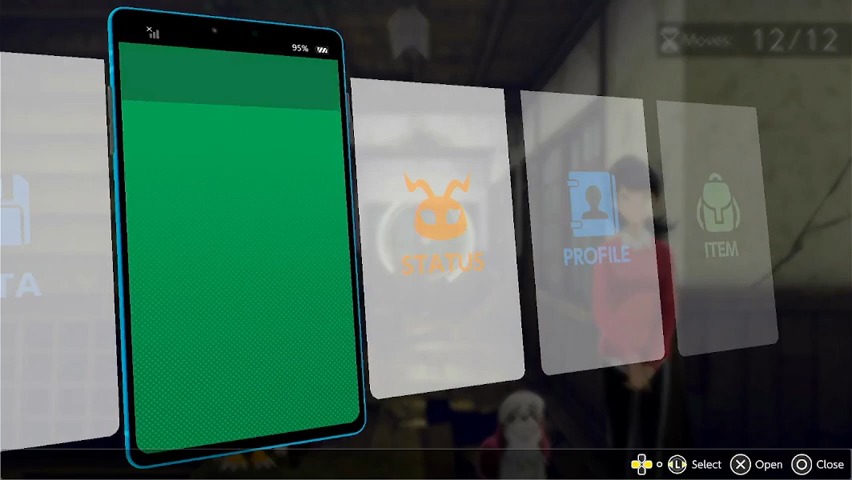 95%
Moves: 12/12
TA
STATUS
PROFILE
ITEM
L Select
Open
Close